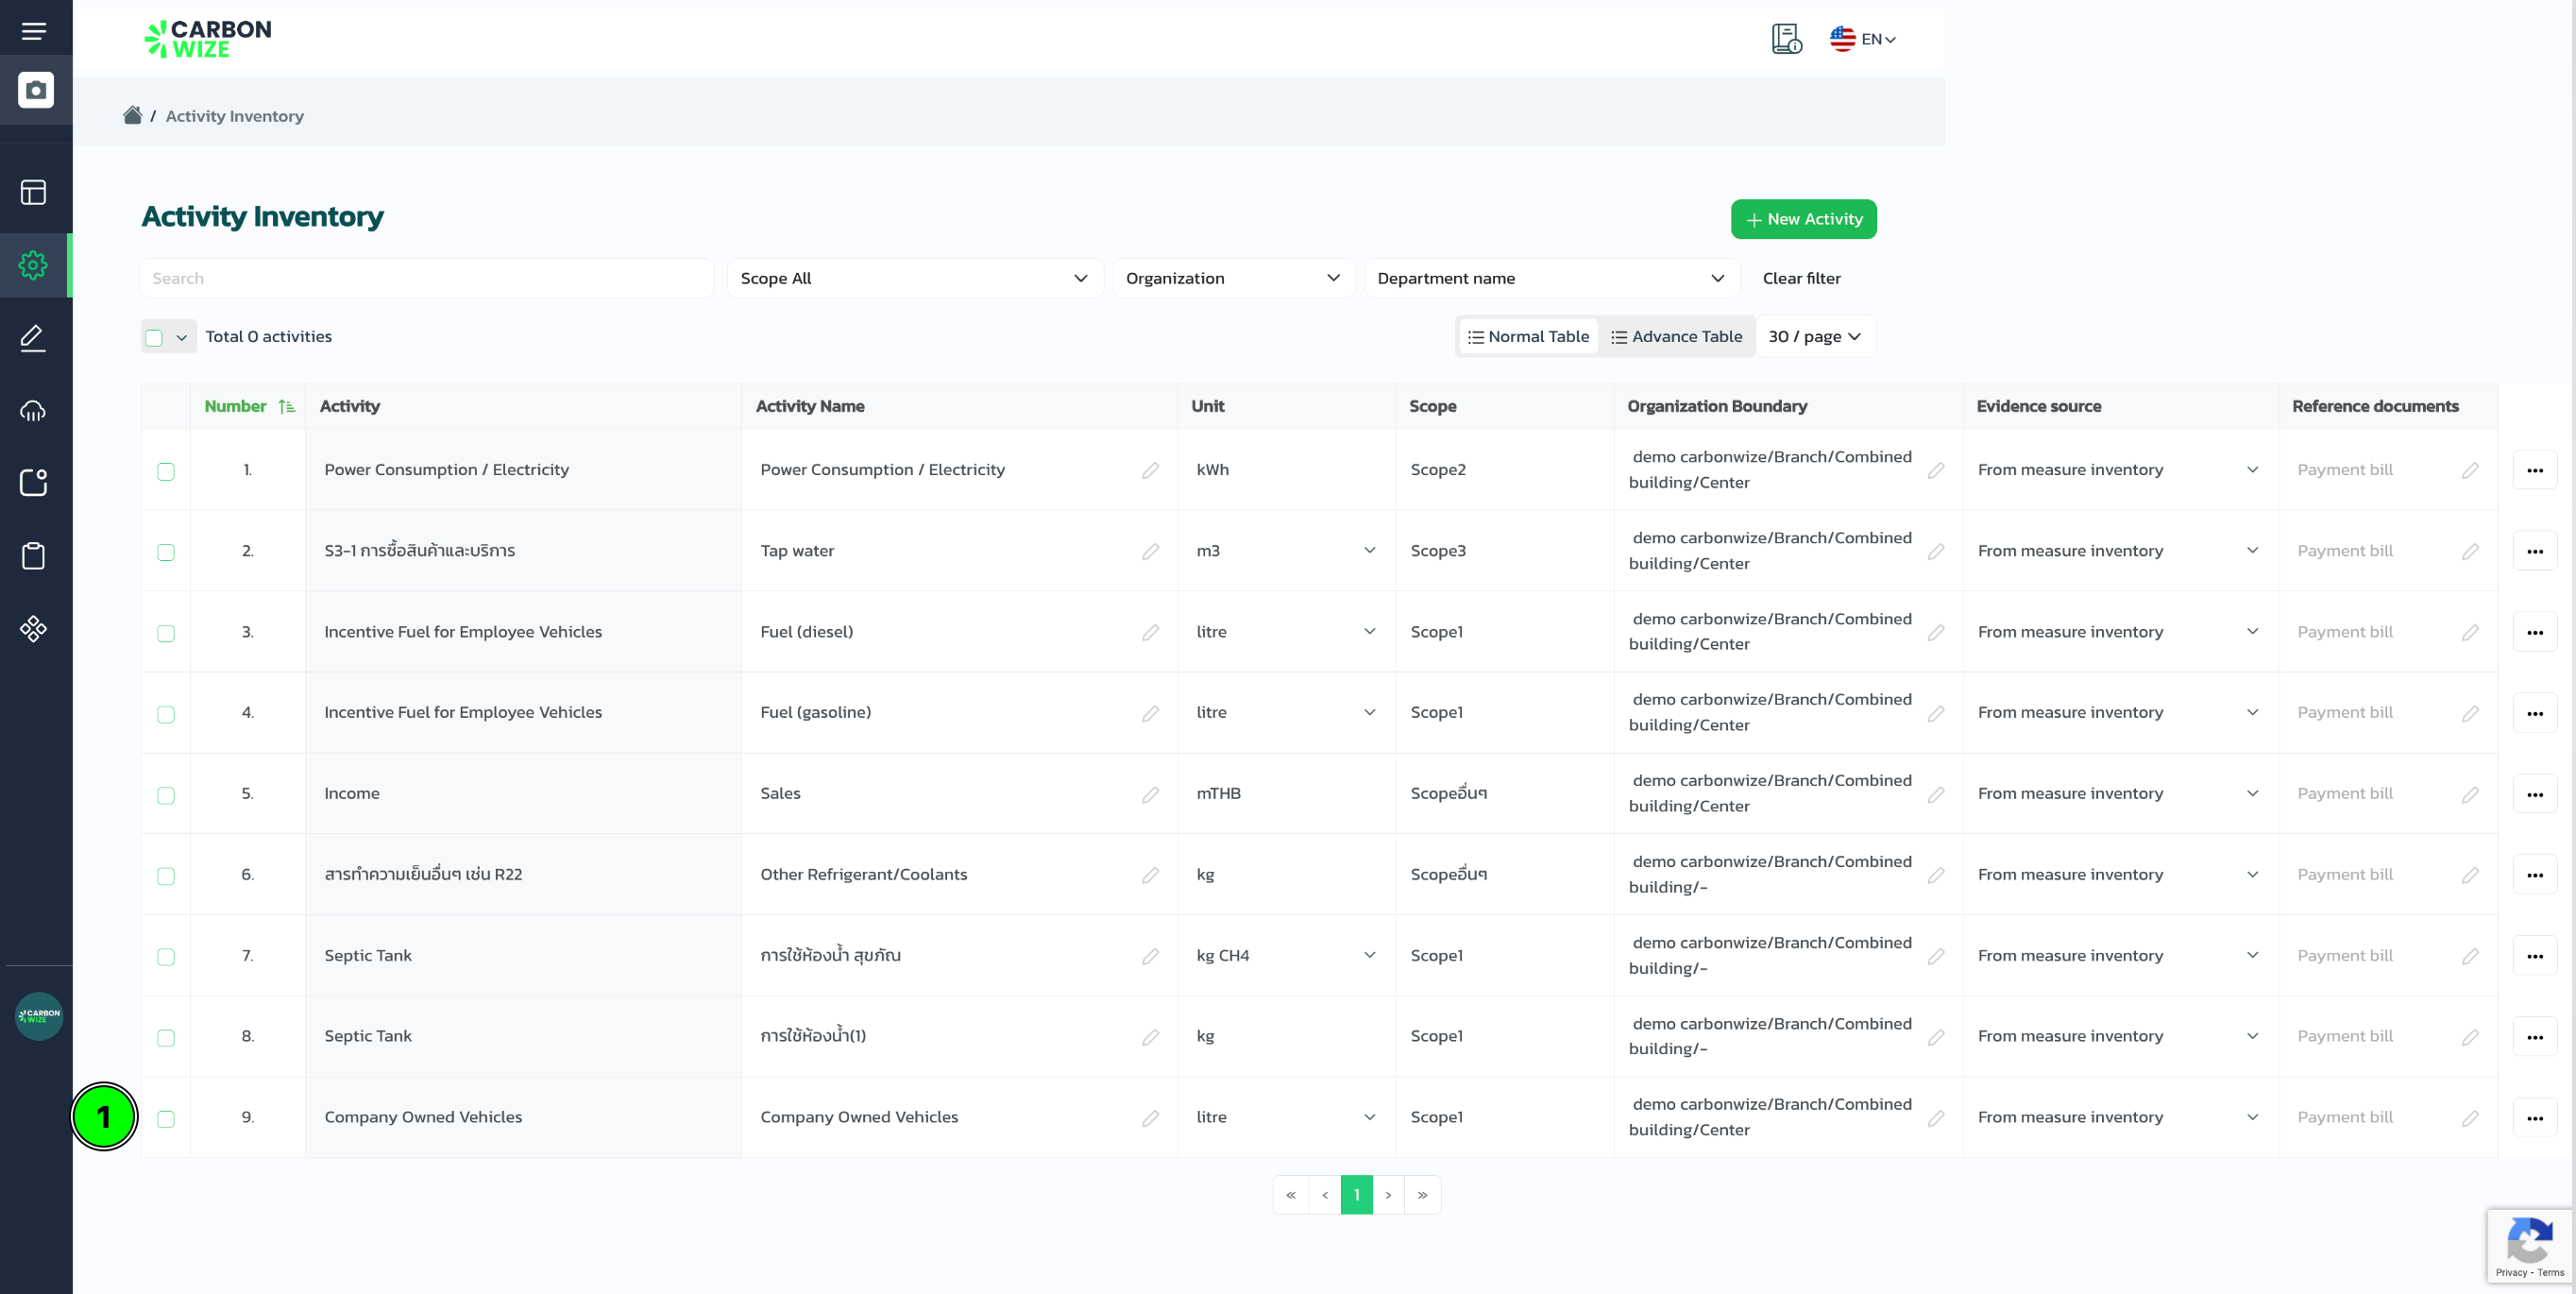 CARBON
WIZE
EN
/ Activity Inventory
Activity Inventory
New Activity
Search
Scope All
Organization
Department name
Clear filter
Total 0 activities
Normal Table
Advance Table
30 / page
Number Activity Activity Name Unit Scope Organization Boundary Evidence source Reference documents
1. Power Consumption / Electricity Power Consumption / Electricity kWh Scope2 demo carbonwize/Branch/Combined
building/Center From measure inventory Payment bill
2. S3-1 การซื้อสินค้าและบริการ Tap water m3 Scope3 demo carbonwize/Branch/Combined
building/Center From measure inventory Payment bill
3. Incentive Fuel for Employee Vehicles Fuel (diesel) litre Scope1 demo carbonwize/Branch/Combined
building/Center From measure inventory Payment bill
4. Incentive Fuel for Employee Vehicles Fuel (gasoline) litre Scope1 demo carbonwize/Branch/Combined
building/Center From measure inventory Payment bill
5. Income Sales mTHB Scopeอื่นๆ demo carbonwize/Branch/Combined
building/Center From measure inventory Payment bill
6. สารทำความเย็นอื่นๆ เช่น R22 Other Refrigerant/Coolants kg Scopeอื่นๆ demo carbonwize/Branch/Combined
building/- From measure inventory Payment bill
7. Septic Tank การใช้ห้องน้ำ สุขภัณ kg CH4 Scope1 demo carbonwize/Branch/Combined
building/- From measure inventory Payment bill
8. Septic Tank การใช้ห้องน้ำ(1) kg Scope1 demo carbonwize/Branch/Combined
building/- From measure inventory Payment bill
CARBON
WIZE
1
9. Company Owned Vehicles Company Owned Vehicles litre Scope1 demo carbonwize/Branch/Combined
building/Center From measure inventory Payment bill
« ‹ 1 › »
Privacy - Terms